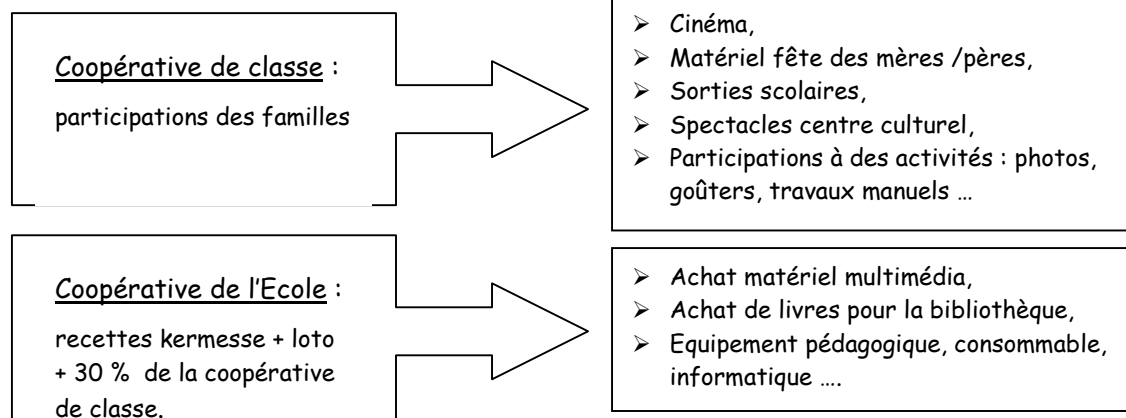 Coopérative de classe :
participations des familles
➢ Cinéma,
➢ Matériel fête des mères /pères,
➢ Sorties scolaires,
➢ Spectacles centre culturel,
➢ Participations à des activités : photos,
goûters, travaux manuels …
Coopérative de l'Ecole :
recettes kermesse + loto
+ 30 % de la coopérative
de classe.
➢ Achat matériel multimédia,
➢ Achat de livres pour la bibliothèque,
➢ Equipement pédagogique, consommable,
informatique ….